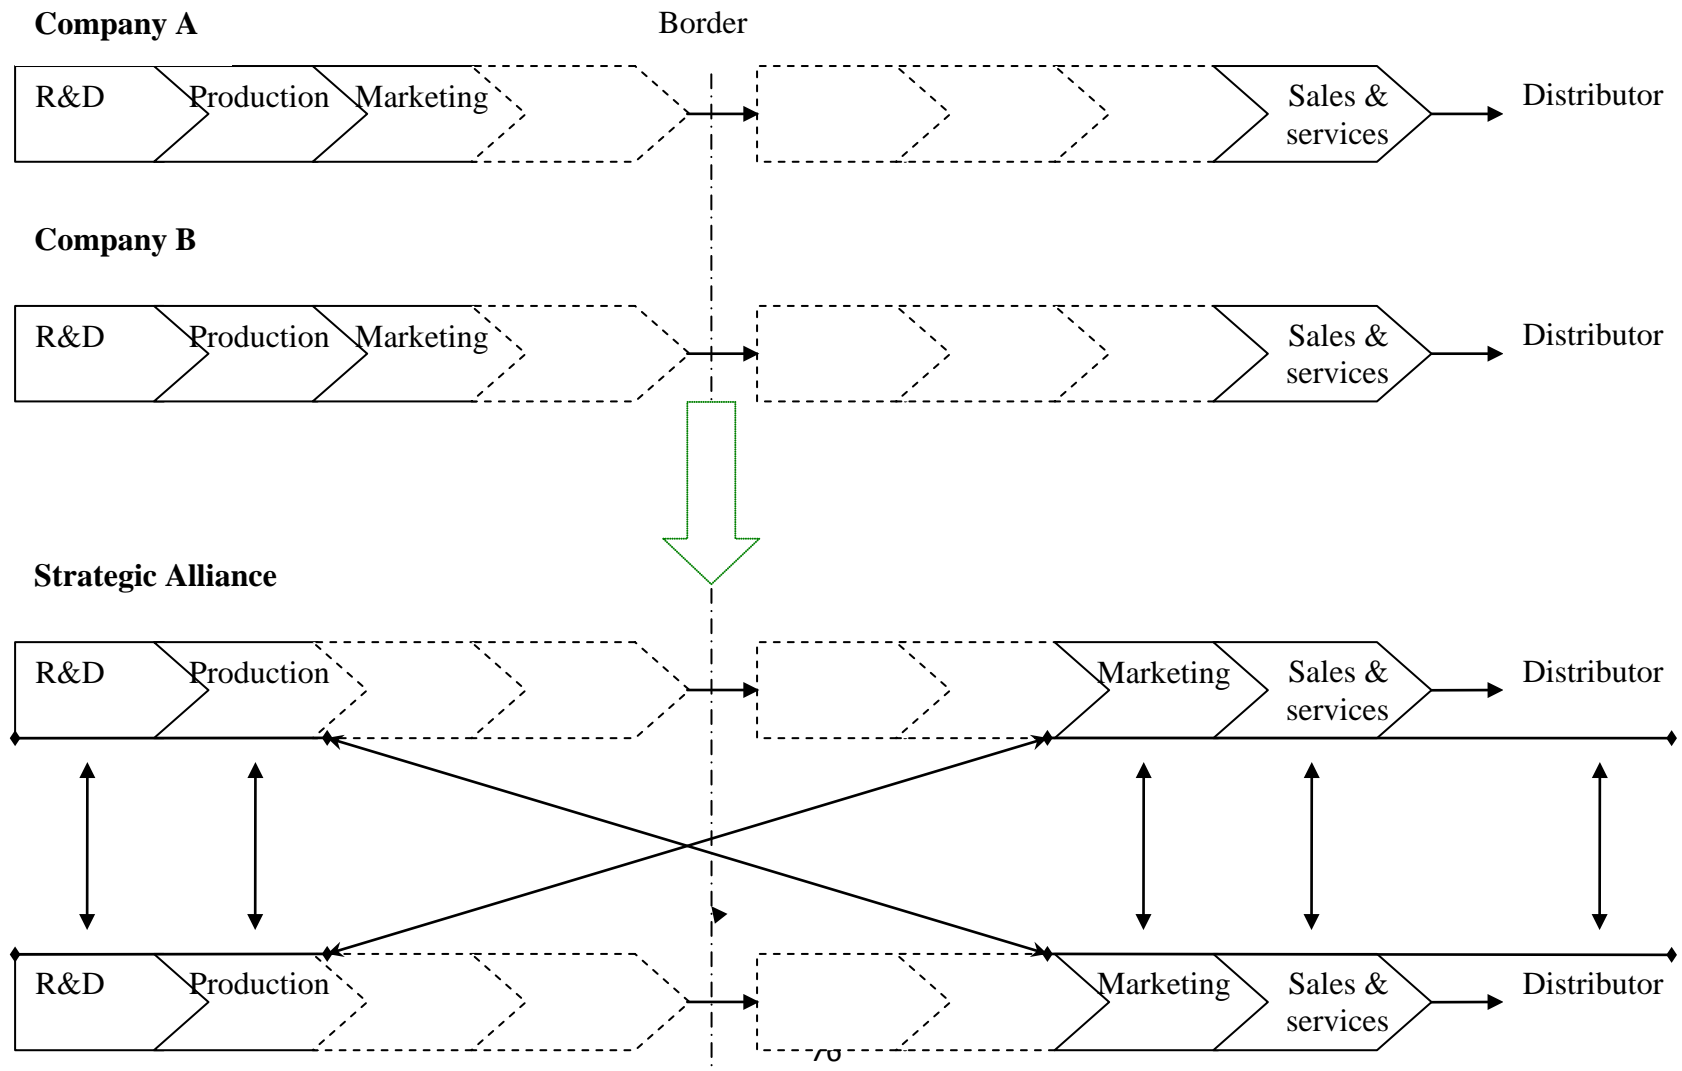 Company A
Border
R&D
Production
Marketing
Sales &
services
Distributor
Company B
R&D
Production
Marketing
Sales &
services
Distributor
Strategic Alliance
R&D
Production
Marketing
Sales &
services
Distributor
R&D
Production
Marketing
Sales &
services
Distributor
76